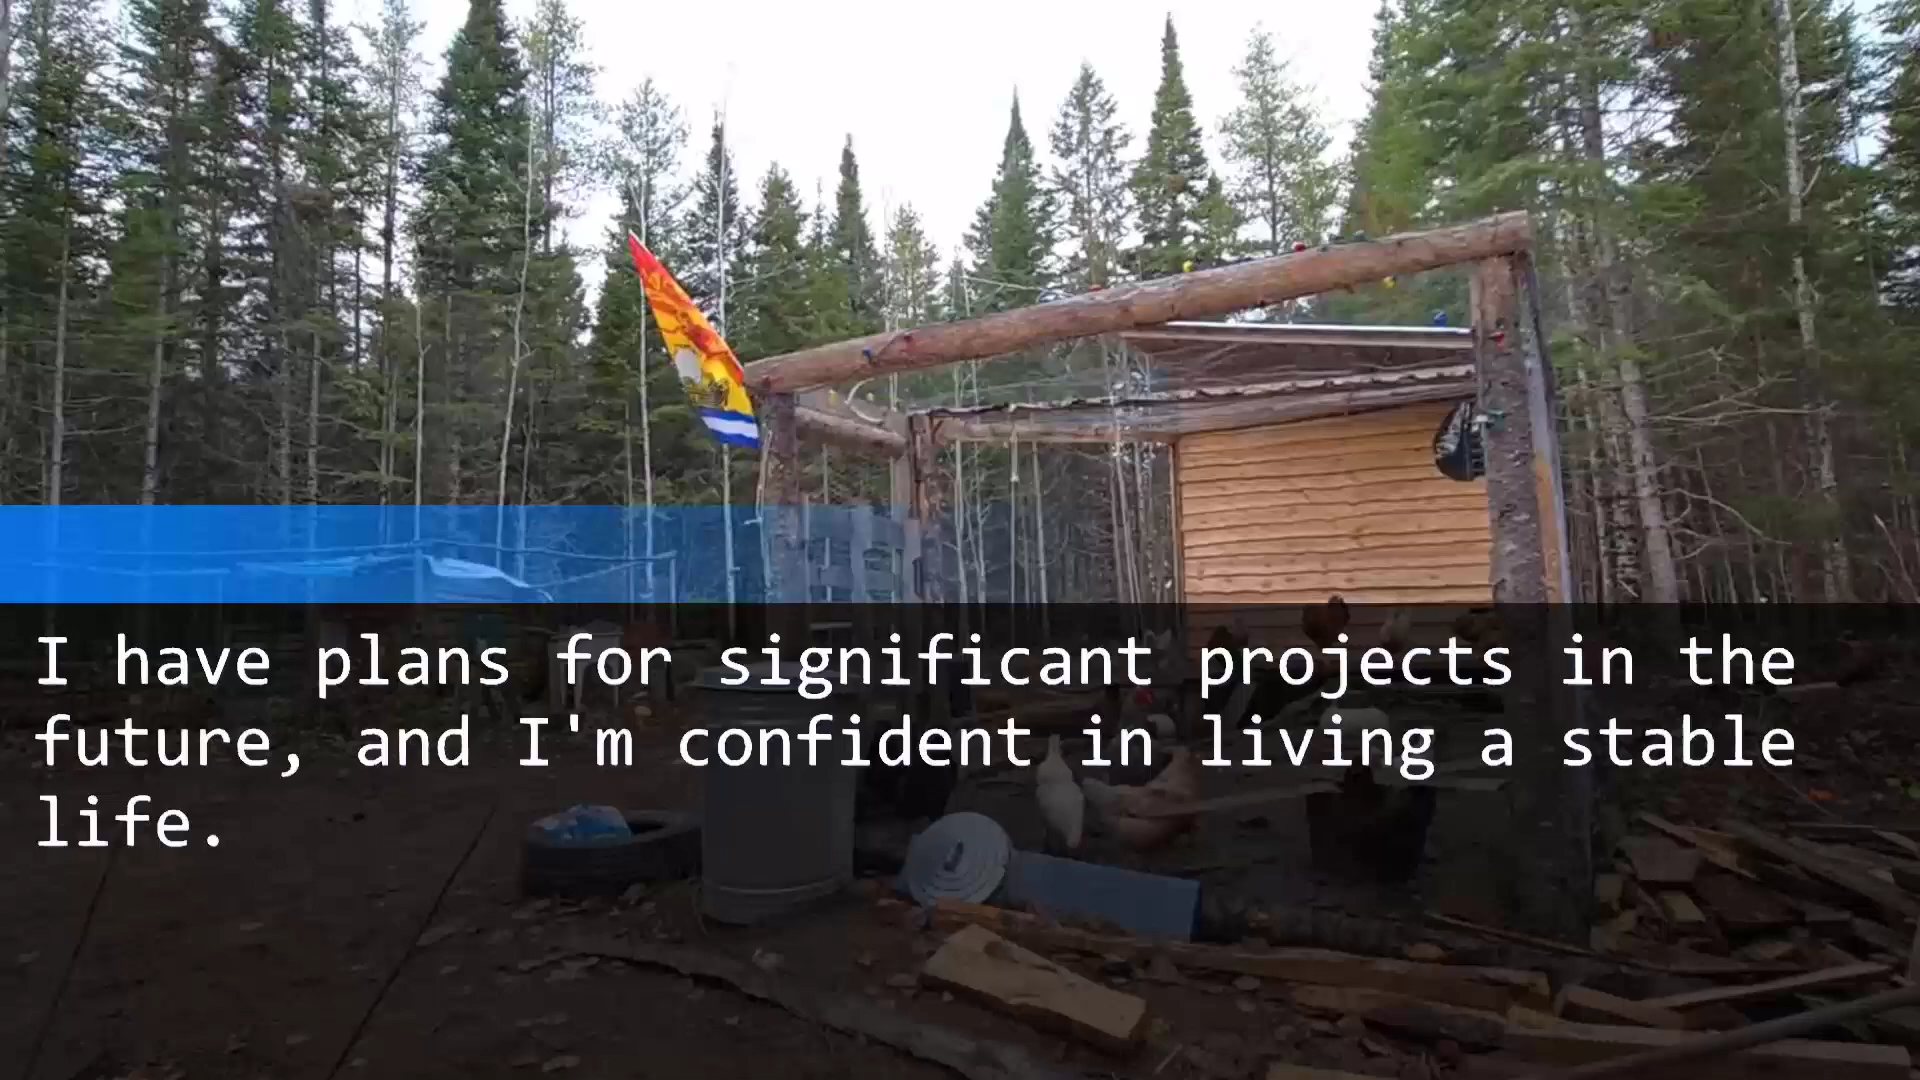 I have plans for significant projects in the
future, and I'm confident in living a stable
life.